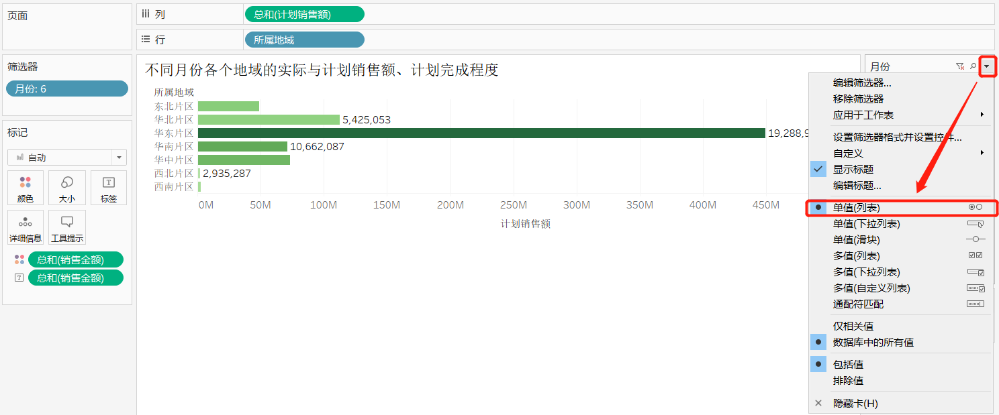 页面
列
总和(计划销售额)
行
所属地域
筛选器
月份: 6
标记
自动
颜色
大小
T
标签
详细信息
工具提示
总和(销售金额)
T
总和(销售金额)
不同月份各个地域的实际与计划销售额、计划完成程度
所属地域
东北片区
华北片区 5,425,053
华东片区 19,288,9
华南片区 10,662,087
华中片区
西北片区 2,935,287
西南片区
0M 50M 100M 150M 200M 250M 300M 350M 400M 450M
计划销售额
月份
编辑筛选器...
移除筛选器
应用于工作表
设置筛选器格式并设置控件...
自定义
显示标题
编辑标题...
单值(列表)
单值(下拉列表)
单值(滑块)
多值(列表)
多值(下拉列表)
多值(自定义列表)
通配符匹配
仅相关值
数据库中的所有值
包括值
排除值
隐藏卡(H)